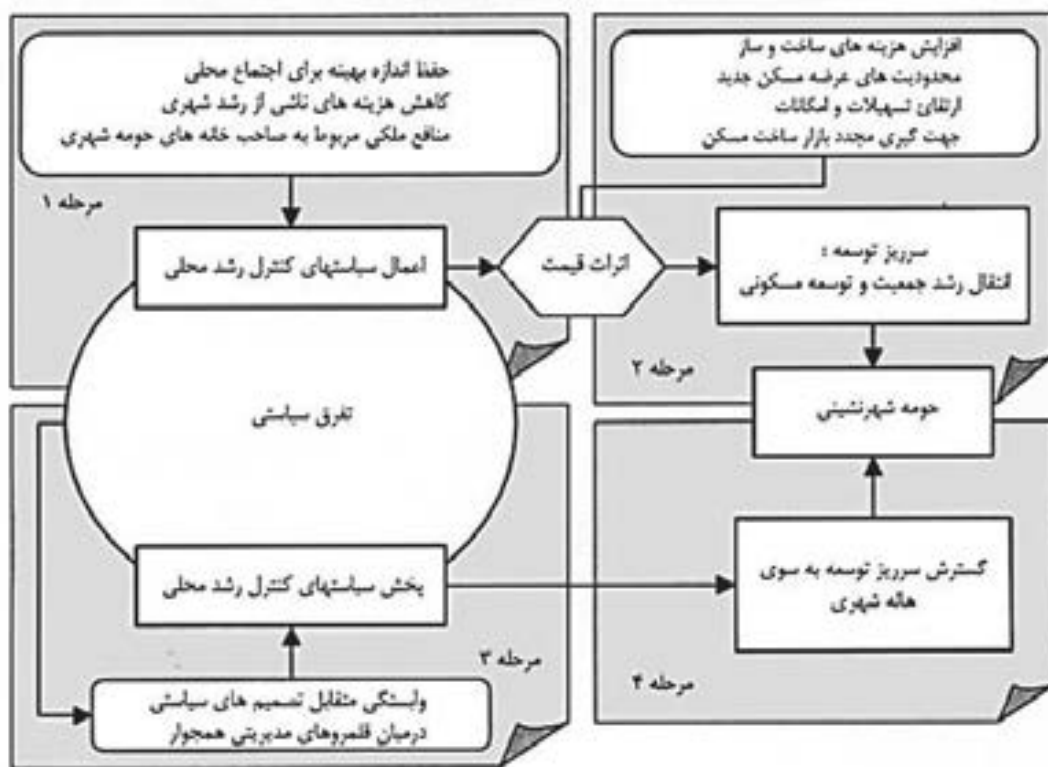 حفظ اندازه بهینه برای اجتماع محلی
کاهش هزینه های ناشی از رشد شهری
منافع ملکی مربوط به صاحب خانه های حومه شهری
مرحله ۱
اعمال سیاستهای کنترل رشد محلی
اثرات قیمت
افزایش هزینه های ساخت و ساز
محدودیت های عرضه مسکن جدید
ارتقائ تسهیلات و امکانات
جهت گیری مجدد بازار ساخت مسکن
سرریز توسعه :
انتقال رشد جمعیت و توسعه مسکونی
مرحله ۲
حومه شهرنشینی
تفرق سیاستی
پخش سیاستهای کنترل رشد محلی
مرحله ۳
وابستگی متقابل تصمیم های سیاستی
درمیان قلمروهای مدیریتی همجوار
گسترش سرریز توسعه به سوی
هاله شهری
مرحله ۴